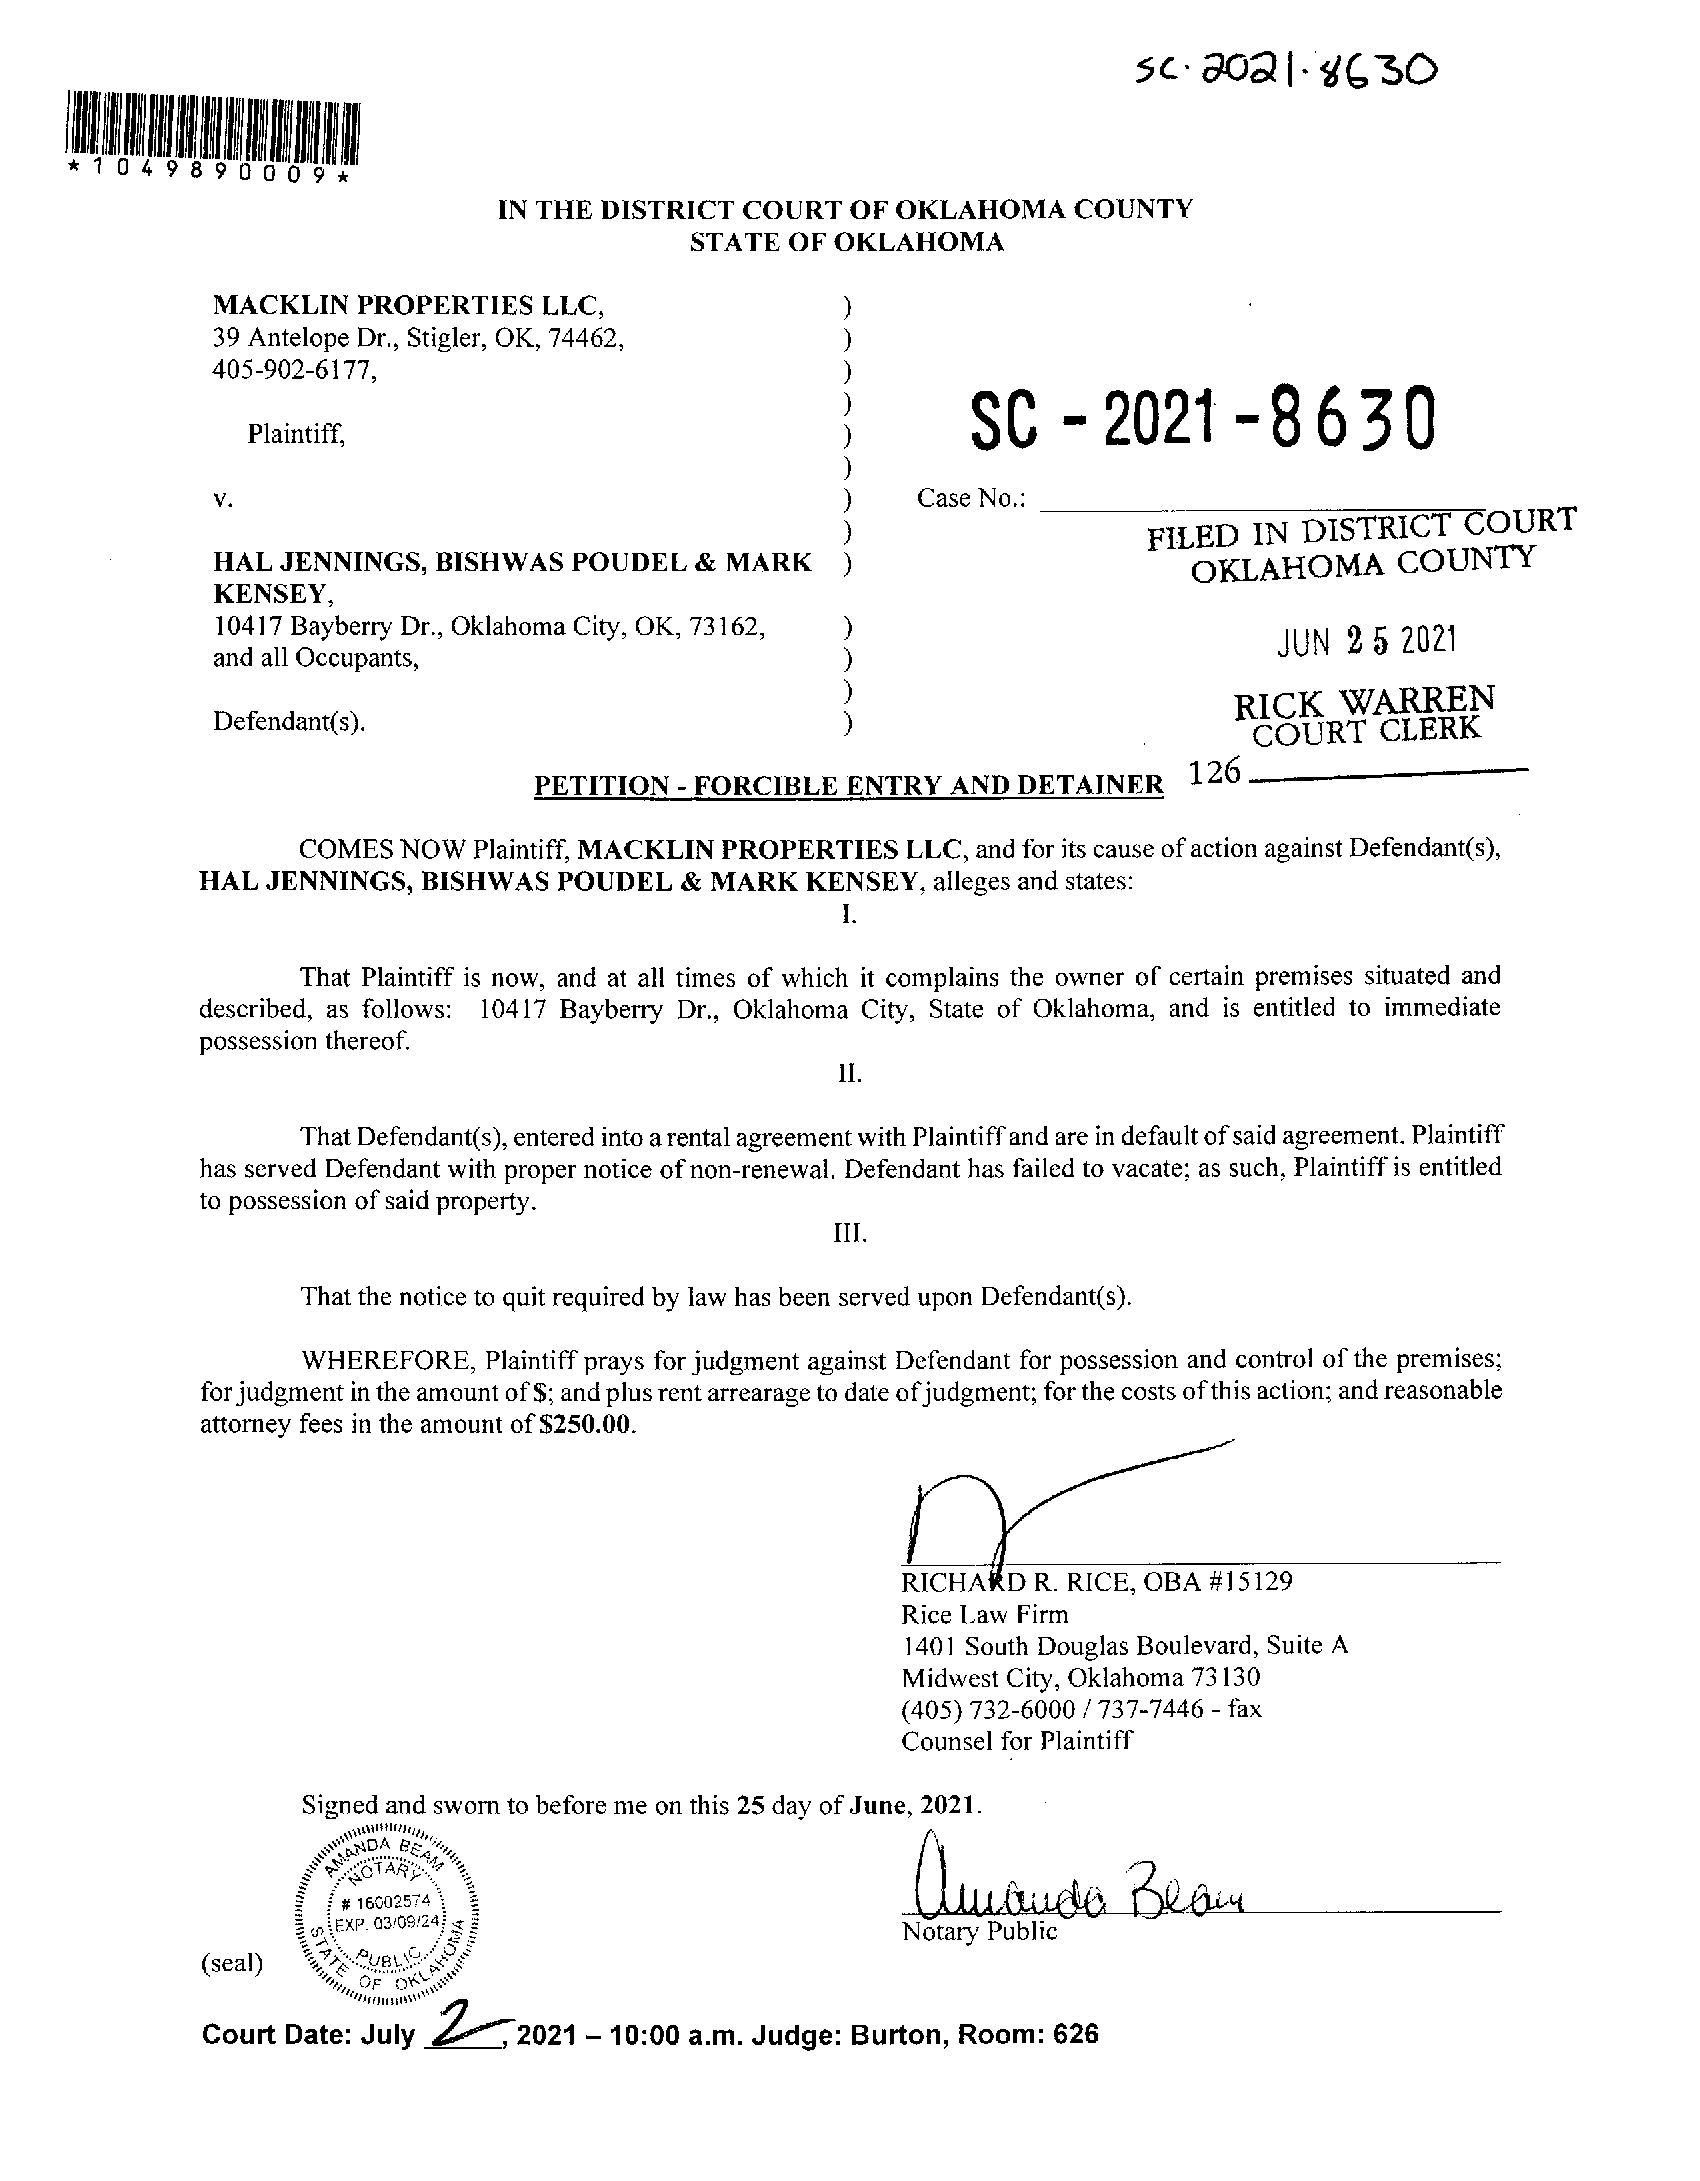 SC·2021·8630
*1049890009*
IN THE DISTRICT COURT OF OKLAHOMA COUNTY
STATE OF OKLAHOMA
MACKLIN PROPERTIES LLC, )
39 Antelope Dr., Stigler, OK, 74462, )
405-902-6177, )
)
Plaintiff, )
)
SC - 2021 - 8630
v. ) Case No.:
)
HAL JENNINGS, BISHWAS POUDEL & MARK )
KENSEY,
10417 Bayberry Dr., Oklahoma City, OK, 73162, )
and all Occupants, )
)
Defendant(s). )
FILED IN DISTRICT COURT
OKLAHOMA COUNTY
JUN 25 2021
RICK WARREN
COURT CLERK
126
PETITION - FORCIBLE ENTRY AND DETAINER
COMES NOW Plaintiff, MACKLIN PROPERTIES LLC, and for its cause of action against Defendant(s),
HAL JENNINGS, BISHWAS POUDEL & MARK KENSEY, alleges and states:
I.
That Plaintiff is now, and at all times of which it complains the owner of certain premises situated and
described, as follows: 10417 Bayberry Dr., Oklahoma City, State of Oklahoma, and is entitled to immediate
possession thereof.
II.
That Defendant(s), entered into a rental agreement with Plaintiff and are in default of said agreement. Plaintiff
has served Defendant with proper notice of non-renewal. Defendant has failed to vacate; as such, Plaintiff is entitled
to possession of said property.
III.
That the notice to quit required by law has been served upon Defendant(s).
WHEREFORE, Plaintiff prays for judgment against Defendant for possession and control of the premises;
for judgment in the amount of $; and plus rent arrearage to date of judgment; for the costs of this action; and reasonable
attorney fees in the amount of $250.00.
RICHARD R. RICE, OBA #15129
Rice Law Firm
1401 South Douglas Boulevard, Suite A
Midwest City, Oklahoma 73130
(405) 732-6000 / 737-7446 - fax
Counsel for Plaintiff
Signed and sworn to before me on this 25 day of June, 2021.
AMANDA BEAM
NOTARY
# 16002574
EXP. 03/09/24
PUBLIC
STATE OF OKLAHOMA
Amanda Beam
Notary Public
(seal)
Court Date: July 2, 2021 – 10:00 a.m. Judge: Burton, Room: 626